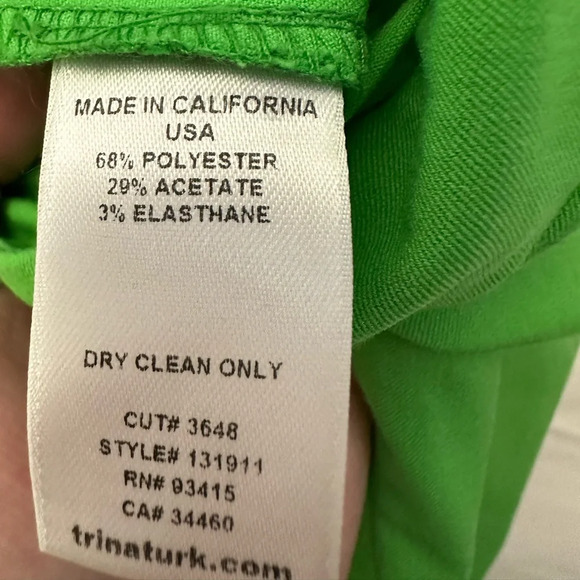 MADE IN CALIFORNIA
USA
68% POLYESTER
29% ACETATE
3% ELASTHANE
DRY CLEAN ONLY
CUT# 3648
STYLE# 131911
RN# 93415
CA# 34460
trinaturk.com